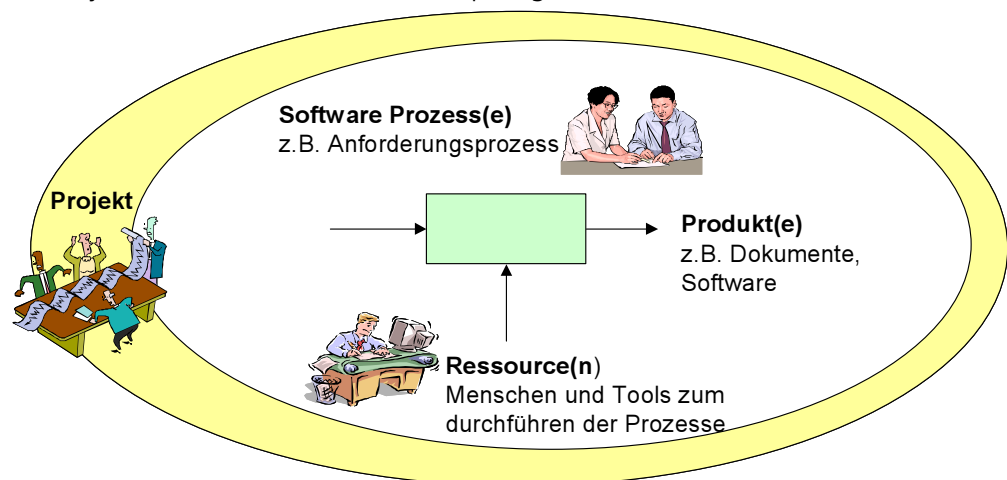 Software Prozess(e)
z.B. Anforderungsprozess
Projekt
Produkt(e)
z.B. Dokumente,
Software
Ressource(n)
Menschen und Tools zum
durchführen der Prozesse